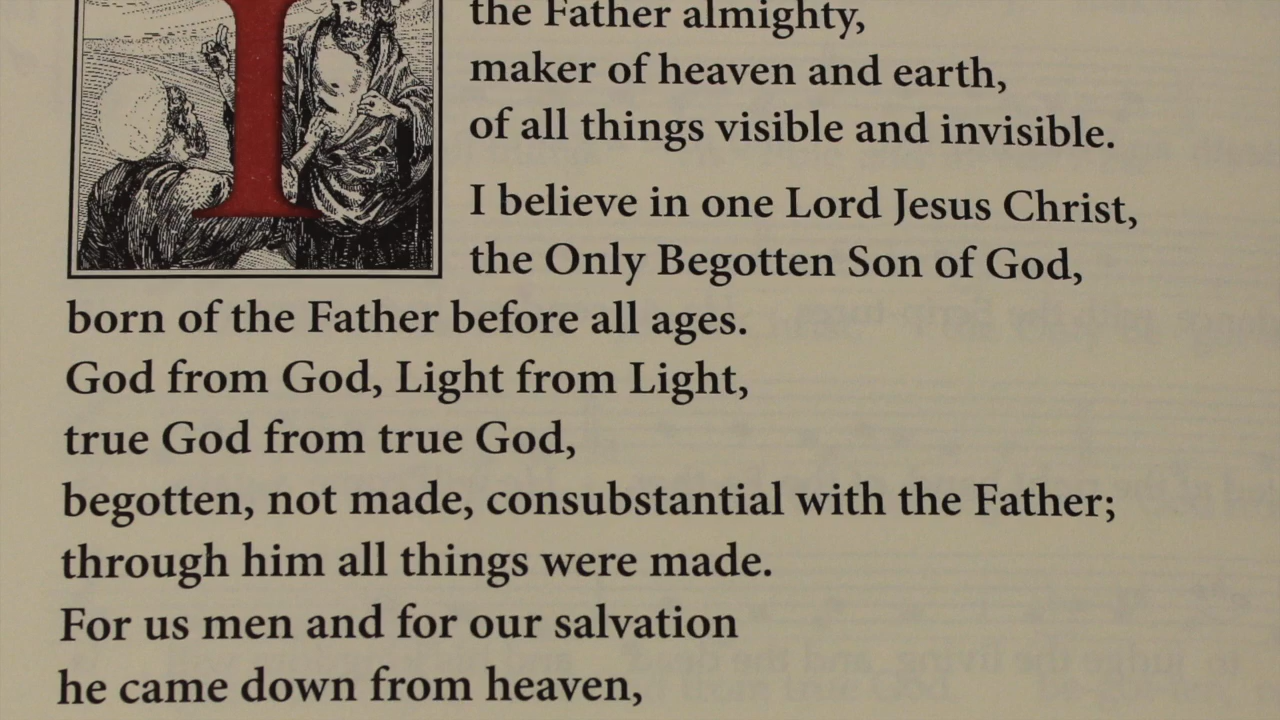 I
the Father almighty,
maker of heaven and earth,
of all things visible and invisible.
I believe in one Lord Jesus Christ,
the Only Begotten Son of God,
born of the Father before all ages.
God from God, Light from Light,
true God from true God,
begotten, not made, consubstantial with the Father;
through him all things were made.
For us men and for our salvation
he came down from heaven,